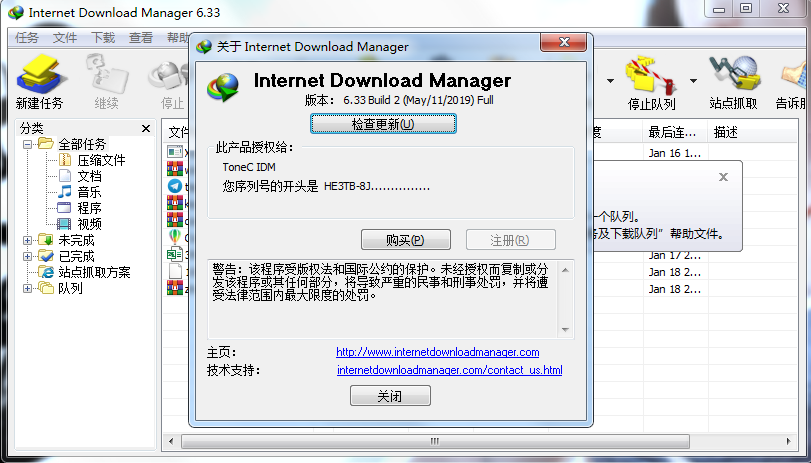 Internet Download Manager 6.33
任务 文件 下载 查看 帮助
关于 Internet Download Manager
新建任务 继续 停止 停止队列 站点抓取
Internet Download Manager
版本： 6.33 Build 2 (May/11/2019) Full
检查更新(U)
分类
全部任务
压缩文件
文档
音乐
程序
视频
未完成
已完成
站点抓取方案
队列
最后连... 描述
Jan 16 1...
此产品授权给：
ToneC IDM
您序列号的开头是 HE3TB-8J...............
一个队列。
及下载队列”帮助文件。
购买(P) 注册(R)
Jan 17 2...
Jan 18 2...
Jan 18 2...
警告：该程序受版权法和国际公约的保护。未经授权而复制或分
发该程序或其任何部分，将导致严重的民事和刑事处罚，并将遭
受法律范围内最大限度的处罚。
主页： http://www.internetdownloadmanager.com
技术支持： internetdownloadmanager.com/contact_us.html
关闭